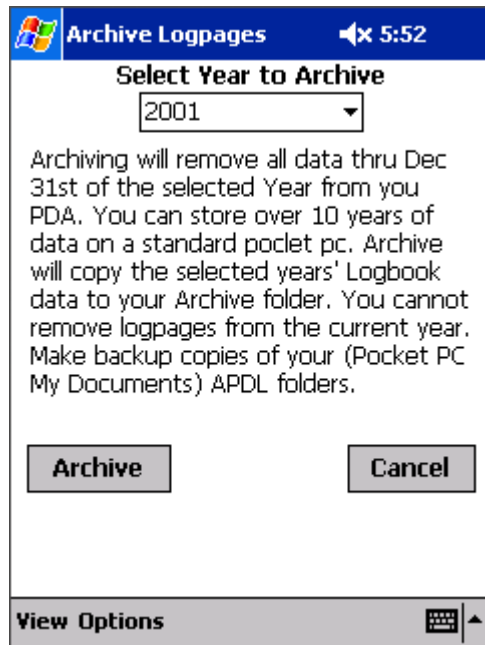 Archive Logpages 5:52
Select Year to Archive
2001
Archiving will remove all data thru Dec
31st of the selected Year from you
PDA. You can store over 10 years of
data on a standard poclet pc. Archive
will copy the selected years' Logbook
data to your Archive folder. You cannot
remove logpages from the current year.
Make backup copies of your (Pocket PC
My Documents) APDL folders.
Archive Cancel
View Options